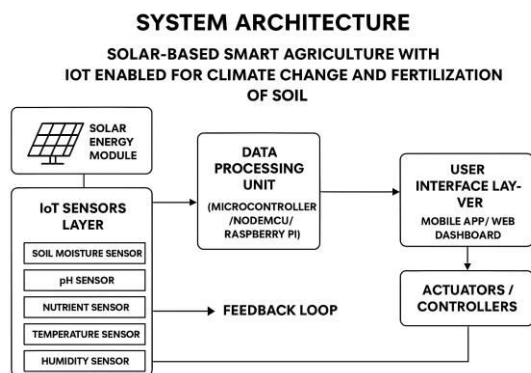 SYSTEM ARCHITECTURE
SOLAR-BASED SMART AGRICULTURE WITH
IOT ENABLED FOR CLIMATE CHANGE AND FERTILIZATION
OF SOIL
SOLAR
ENERGY
MODULE
IoT SENSORS
LAYER
SOIL MOISTURE SENSOR
pH SENSOR
NUTRIENT SENSOR
TEMPERATURE SENSOR
HUMIDITY SENSOR
DATA
PROCESSING
UNIT
(MICROCONTROLLER
/NODEMCU/
RASPBERRY PI)
USER
INTERFACE LAY-
VER
MOBILE APP/ WEB
DASHBOARD
FEEDBACK LOOP
ACTUATORS /
CONTROLLERS